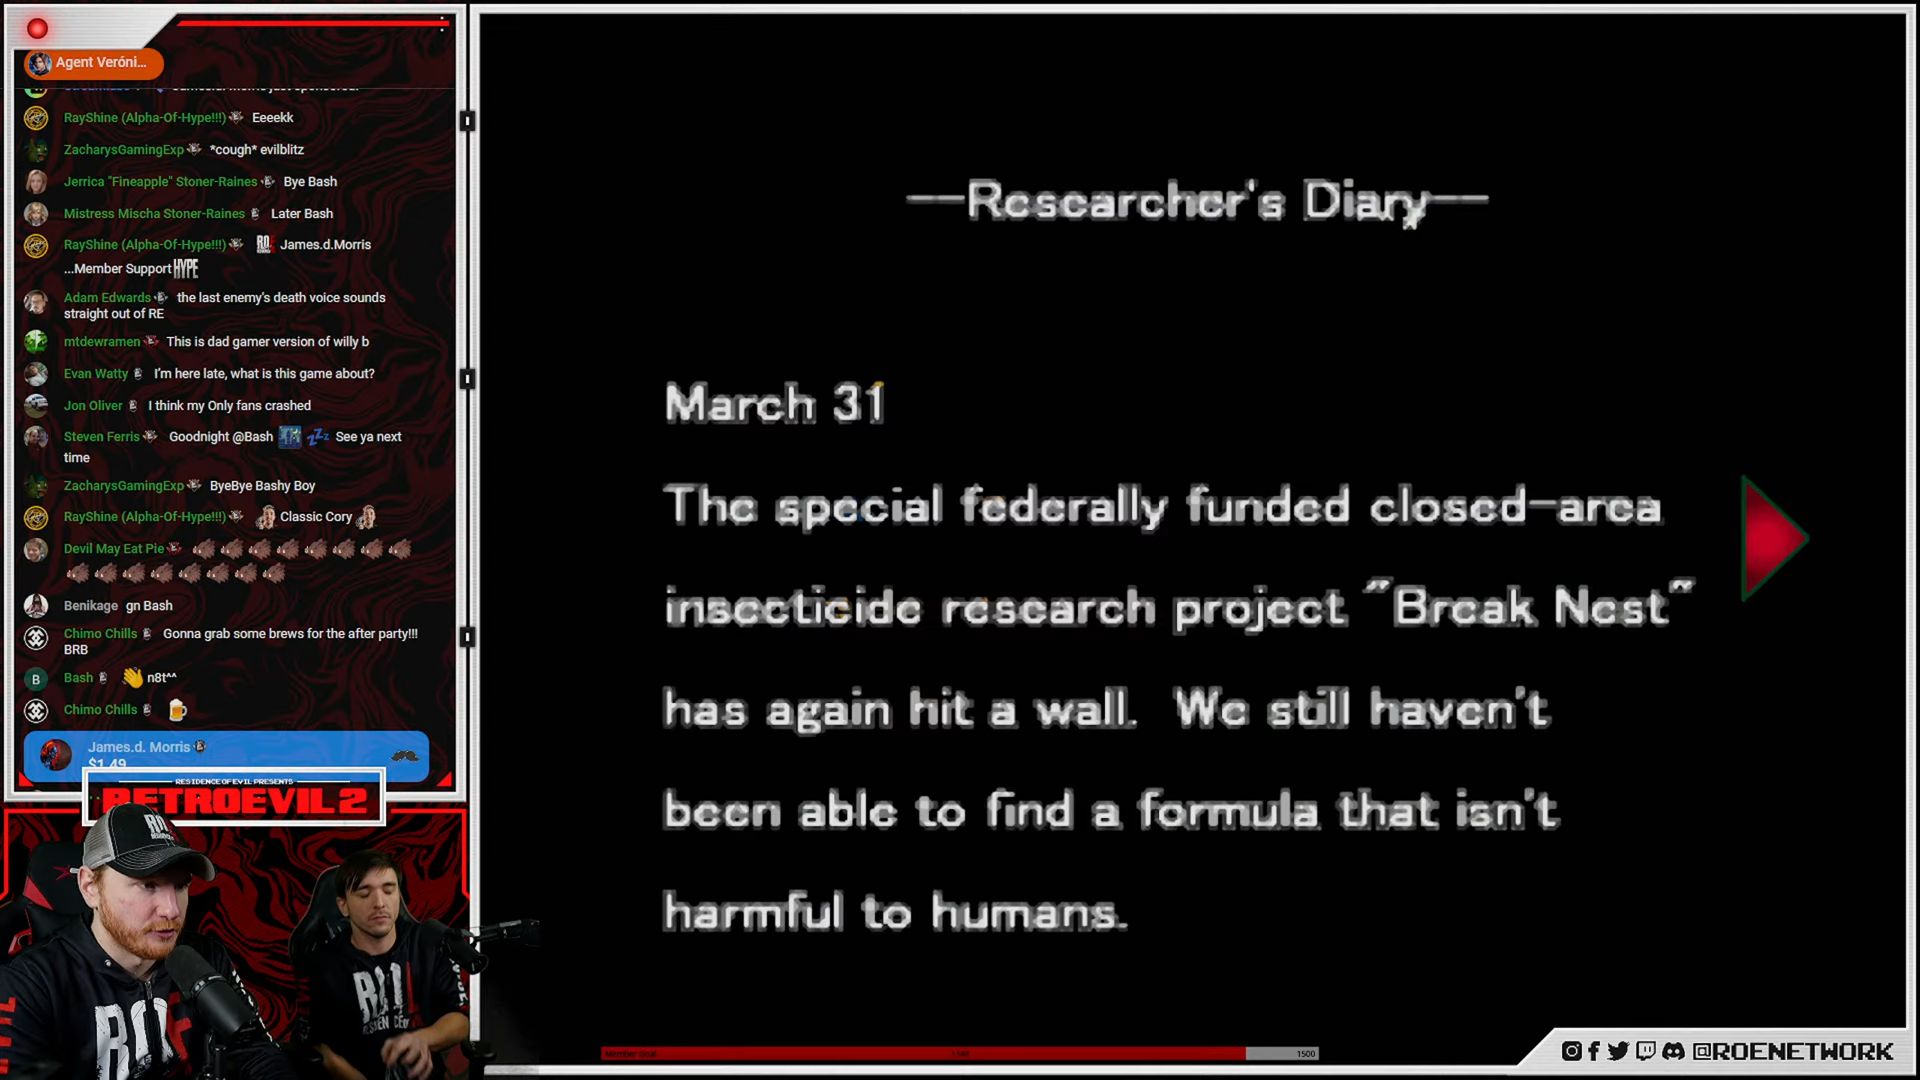 Agent Veróni...
RayShine (Alpha-Of-Hype!!!) Eeeekk
ZacharysGamingExp *cough* evilblitz
Jerrica "Fineapple" Stoner-Raines Bye Bash
Mistress Mischa Stoner-Raines Later Bash
RayShine (Alpha-Of-Hype!!!) James.d.Morris
...Member Support HYPE
Adam Edwards the last enemy's death voice sounds
straight out of RE
mtdewramen This is dad gamer version of willy b
Evan Watty I'm here late, what is this game about?
Jon Oliver I think my Only fans crashed
Steven Ferris Goodnight @Bash See ya next
time
ZacharysGamingExp ByeBye Bashy Boy
RayShine (Alpha-Of-Hype!!!) Classic Cory
Devil May Eat Pie
Benikage gn Bash
Chimo Chills Gonna grab some brews for the after party!!!
BRB
B Bash n8t^^
Chimo Chills
James.d. Morris
$1.49
RESIDENCE OF EVIL PRESENTS
RETROEVIL 2
—Researcher's Diary—
March 31
The special federally funded closed-area
insecticide research project "Break Nest"
has again hit a wall. We still haven't
been able to find a formula that isn't
harmful to humans.
Member Goal 1500
@ROENETWORK